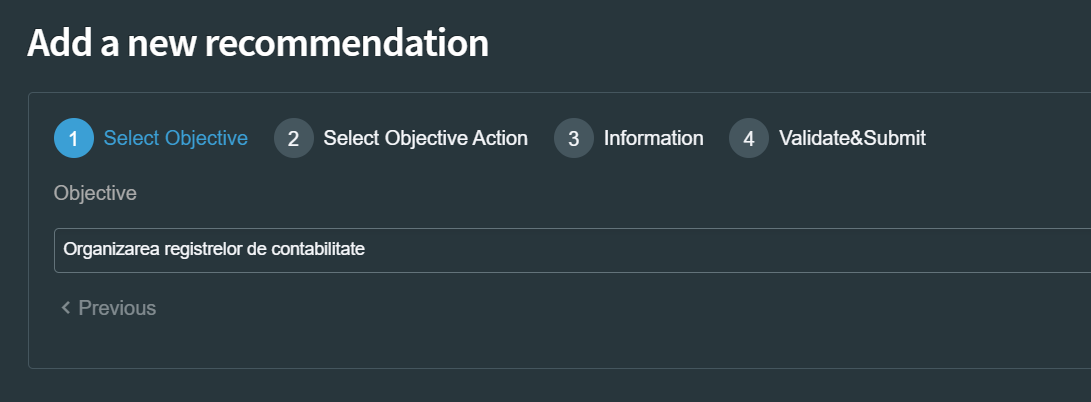 Add a new recommendation
1 Select Objective 2 Select Objective Action 3 Information 4 Validate&Submit
Objective
Organizarea registrelor de contabilitate
Previous